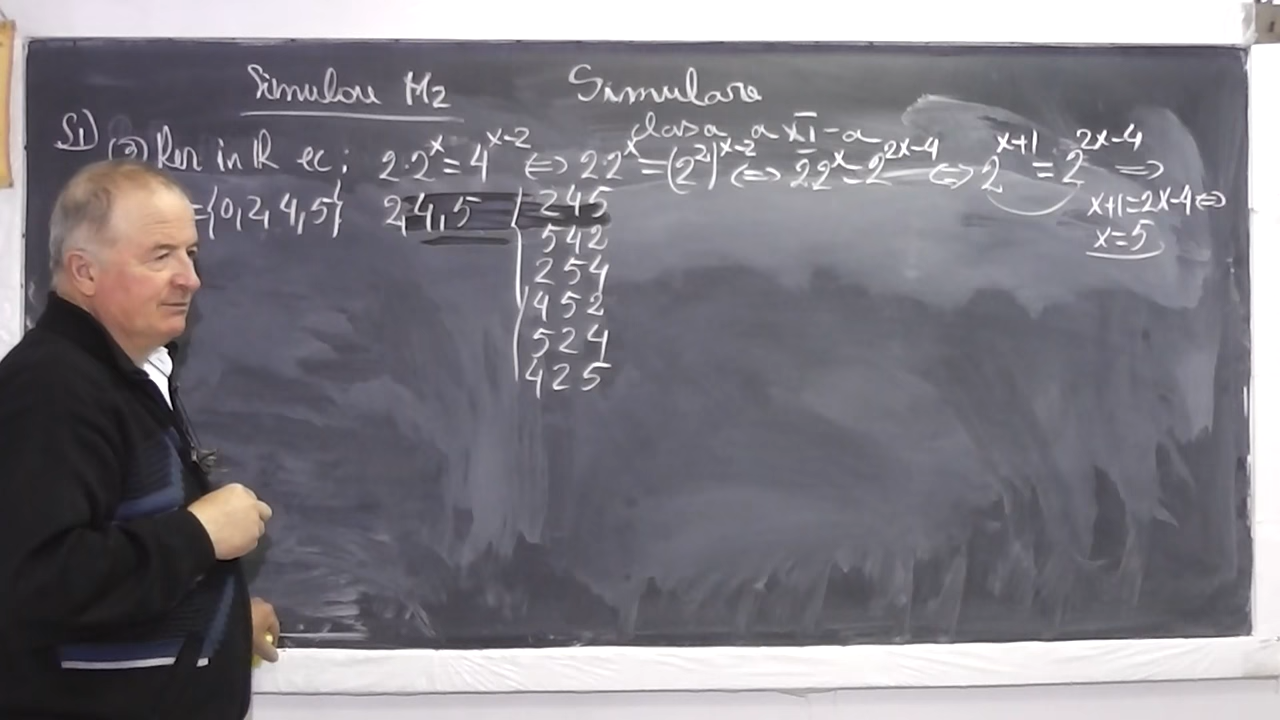 Simulare M2 Simulare
clasa a XI-a
S1) (3) Rez in ℝ ec: 2·2^x=4^{x-2} ⇔ 2·2^x=(2^2)^{x-2} ⇔ 2 2^x=2^{2x-4} ⇔ 2^{x+1}=2^{2x-4} ⇒
x+1=2x-4 ⇔
x=5
={0,2,4,5} 2,4,5 245
542
254
452
524
425